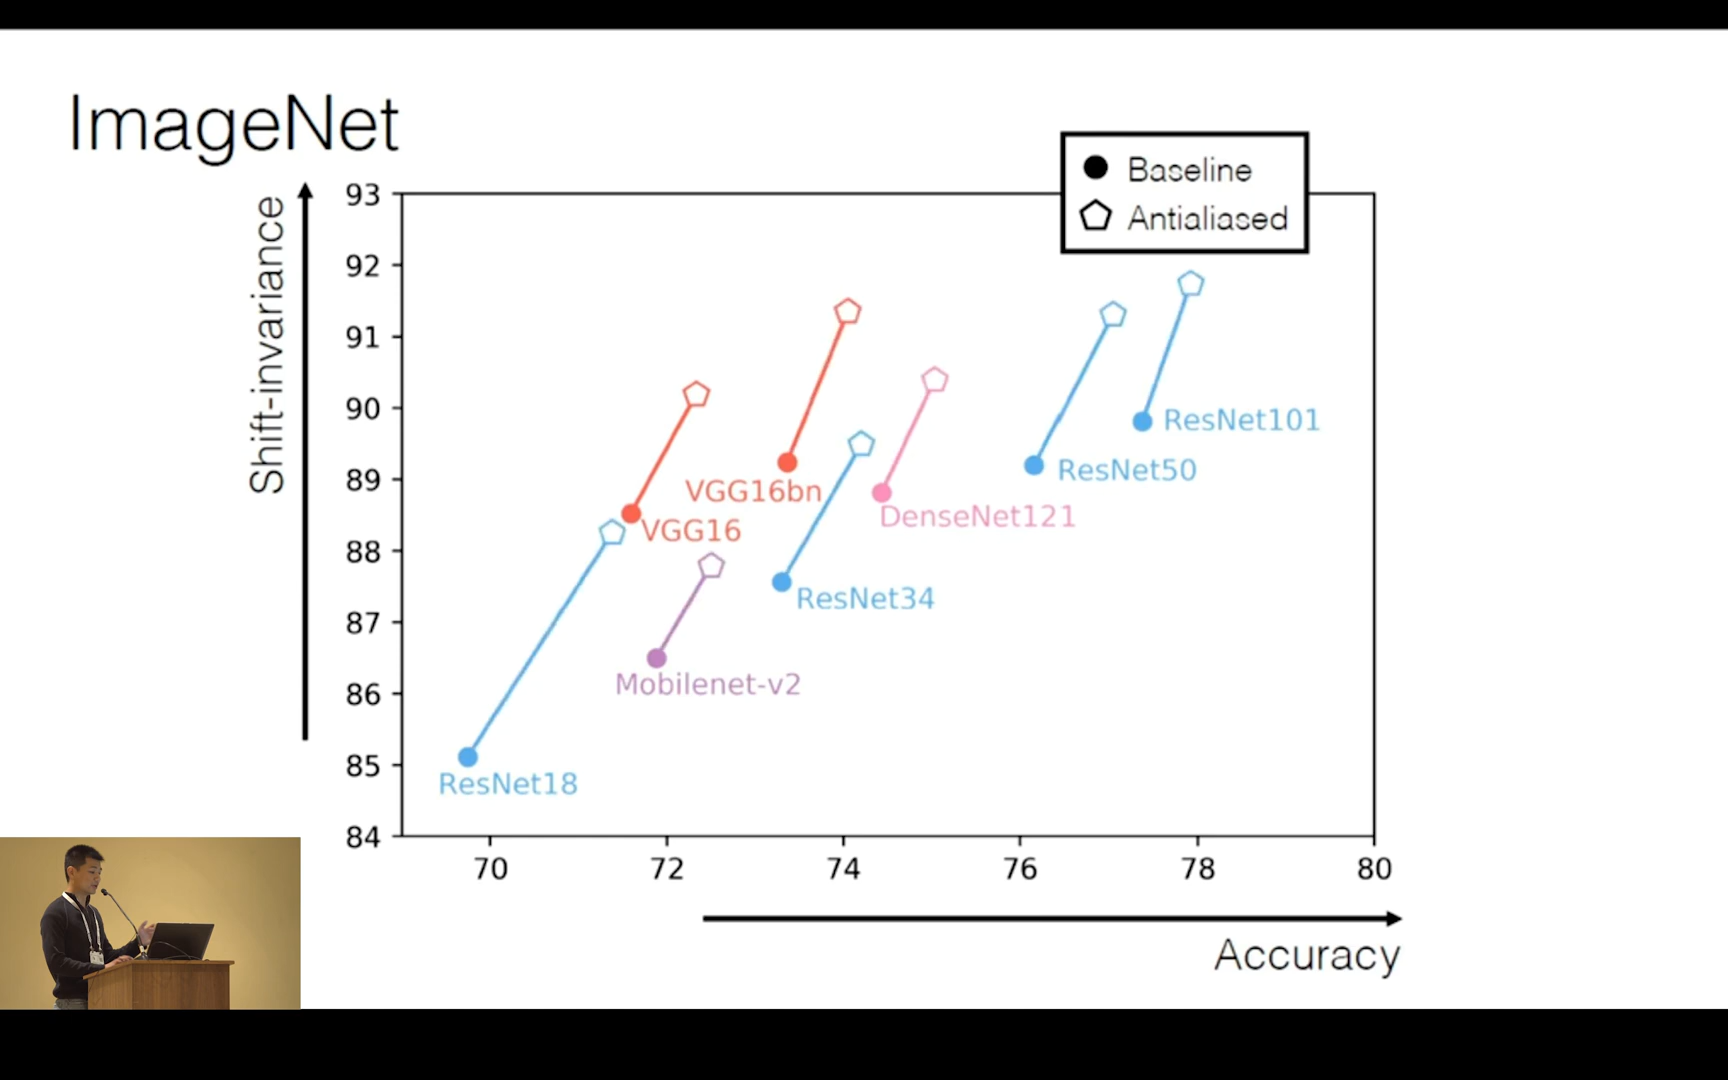 ImageNet
Baseline
Antialiased
Shift-invariance
93
92
91
90
89
88
87
86
85
84
ResNet101
ResNet50
VGG16bn
DenseNet121
VGG16
ResNet34
Mobilenet-v2
ResNet18
70 72 74 76 78 80
Accuracy